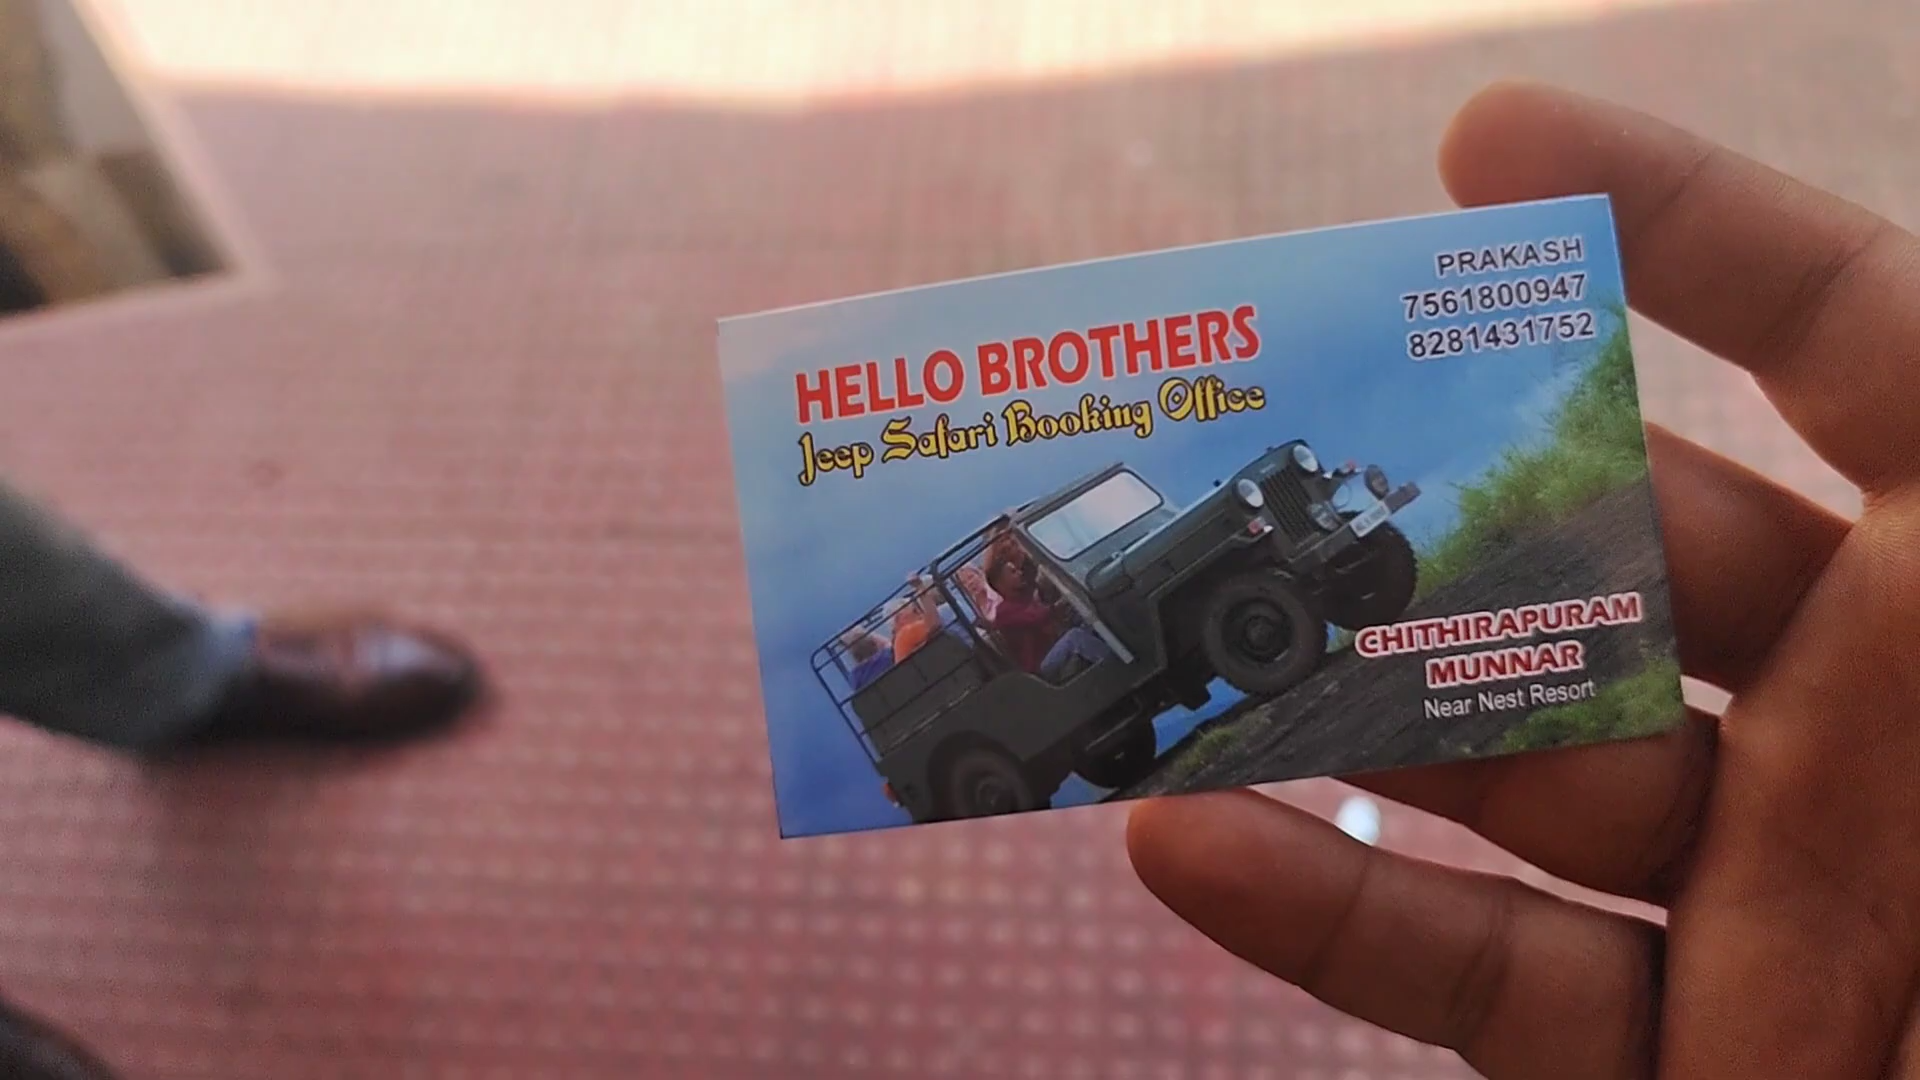 PRAKASH
7561800947
8281431752
HELLO BROTHERS
Jeep Safari Booking Office
CHITHIRAPURAM
MUNNAR
Near Nest Resort